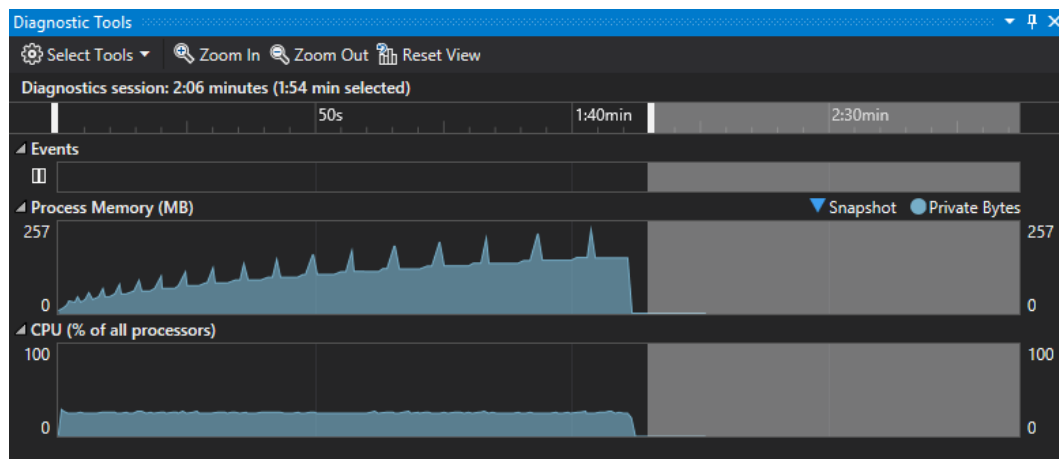 Diagnostic Tools
Select Tools Zoom In Zoom Out Reset View
Diagnostics session: 2:06 minutes (1:54 min selected)
50s 1:40min 2:30min
Events
Process Memory (MB) Snapshot Private Bytes
257 257
0 0
CPU (% of all processors)
100 100
0 0